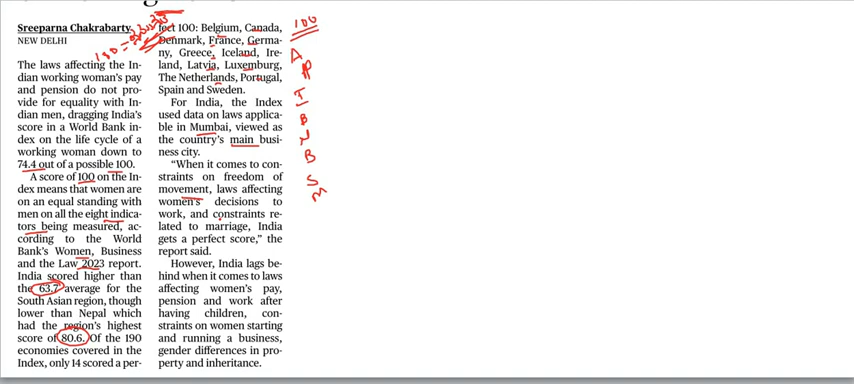 Sreeparna Chakrabarty
NEW DELHI
The laws affecting the In-
dian working woman's pay
and pension do not pro-
vide for equality with In-
dian men, dragging India's
score in a World Bank in-
dex on the life cycle of a
working woman down to
74.4 out of a possible 100.
A score of 100 on the In-
dex means that women are
on an equal standing with
men on all the eight indica-
tors being measured, ac-
cording to the World
Bank's Women, Business
and the Law 2023 report.
India scored higher than
the 63.7 average for the
South Asian region, though
lower than Nepal which
had the region's highest
score of 80.6. Of the 190
economies covered in the
Index, only 14 scored a per-
fect 100: Belgium, Canada,
Denmark, France, Germa-
ny, Greece, Iceland, Ire-
land, Latvia, Luxemburg,
The Netherlands, Portugal,
Spain and Sweden.
For India, the Index
used data on laws applica-
ble in Mumbai, viewed as
the country's main busi-
ness city.
"When it comes to con-
straints on freedom of
movement, laws affecting
women's decisions to
work, and constraints re-
lated to marriage, India
gets a perfect score," the
report said.
However, India lags be-
hind when it comes to laws
affecting women's pay,
pension and work after
having children, con-
straints on women starting
and running a business,
gender differences in pro-
perty and inheritance.
100